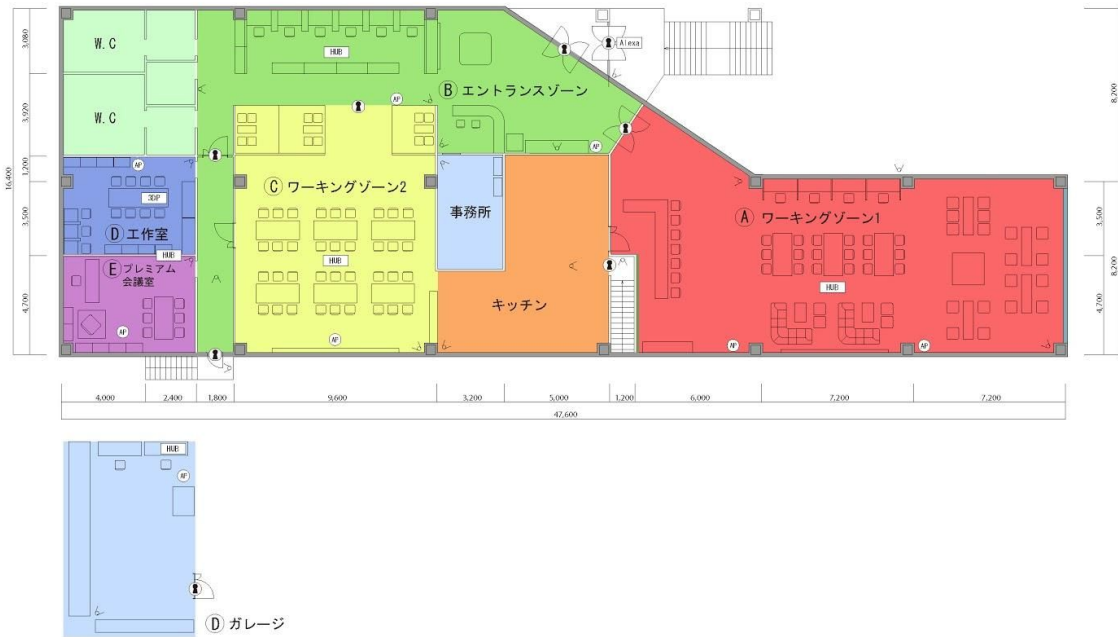 W.C
HUB
Alexa
Ⓑ エントランスゾーン
AP
3,080
8,200
W.C
3,920
AP
16,400
1,200
AP
3DP
Ⓒ ワーキングゾーン2
事務所
Ⓐ ワーキングゾーン1
3,500
3,500
Ⓓ 工作室
HUB
HUB
Ⓔ プレミアム
会議室
キッチン
HUB
8,200
4,700
4,700
AP
AP
AP
AP
4,000
2,400
1,800
9,600
3,200
5,000
1,200
6,000
7,200
7,200
47,600
HUB
AP
Ⓓ ガレージ